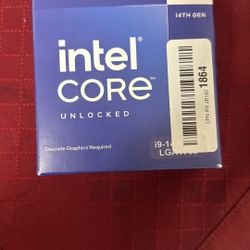 14TH GEN
intel
CORE
UNLOCKED
Discrete Graphics Required
1864